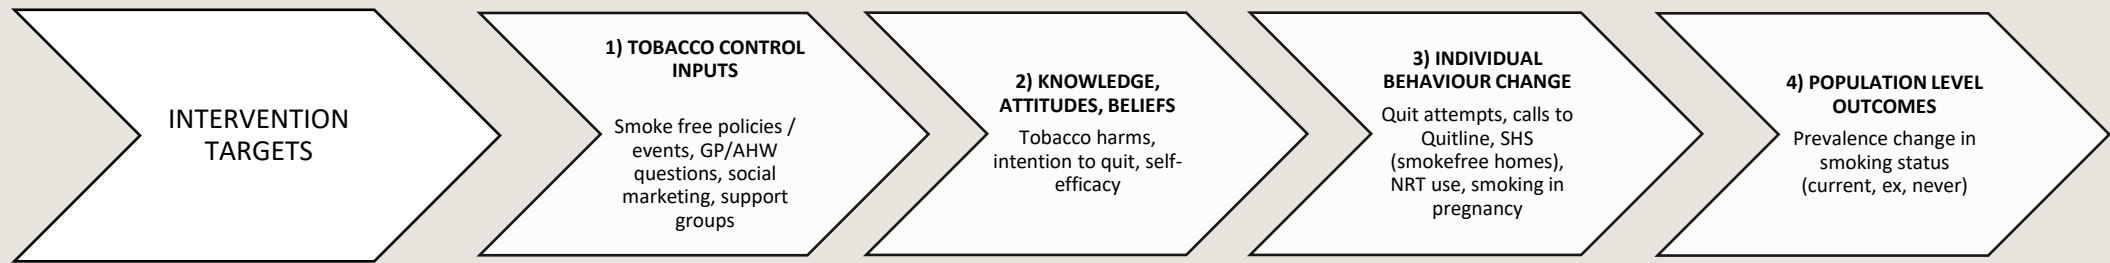 INTERVENTION
TARGETS
1) TOBACCO CONTROL
INPUTS
Smoke free policies /
events, GP/AHW
questions, social
marketing, support
groups
2) KNOWLEDGE,
ATTITUDES, BELIEFS
Tobacco harms,
intention to quit, self-
efficacy
3) INDIVIDUAL
BEHAVIOUR CHANGE
Quit attempts, calls to
Quitline, SHS
(smokefree homes),
NRT use, smoking in
pregnancy
4) POPULATION LEVEL
OUTCOMES
Prevalence change in
smoking status
(current, ex, never)